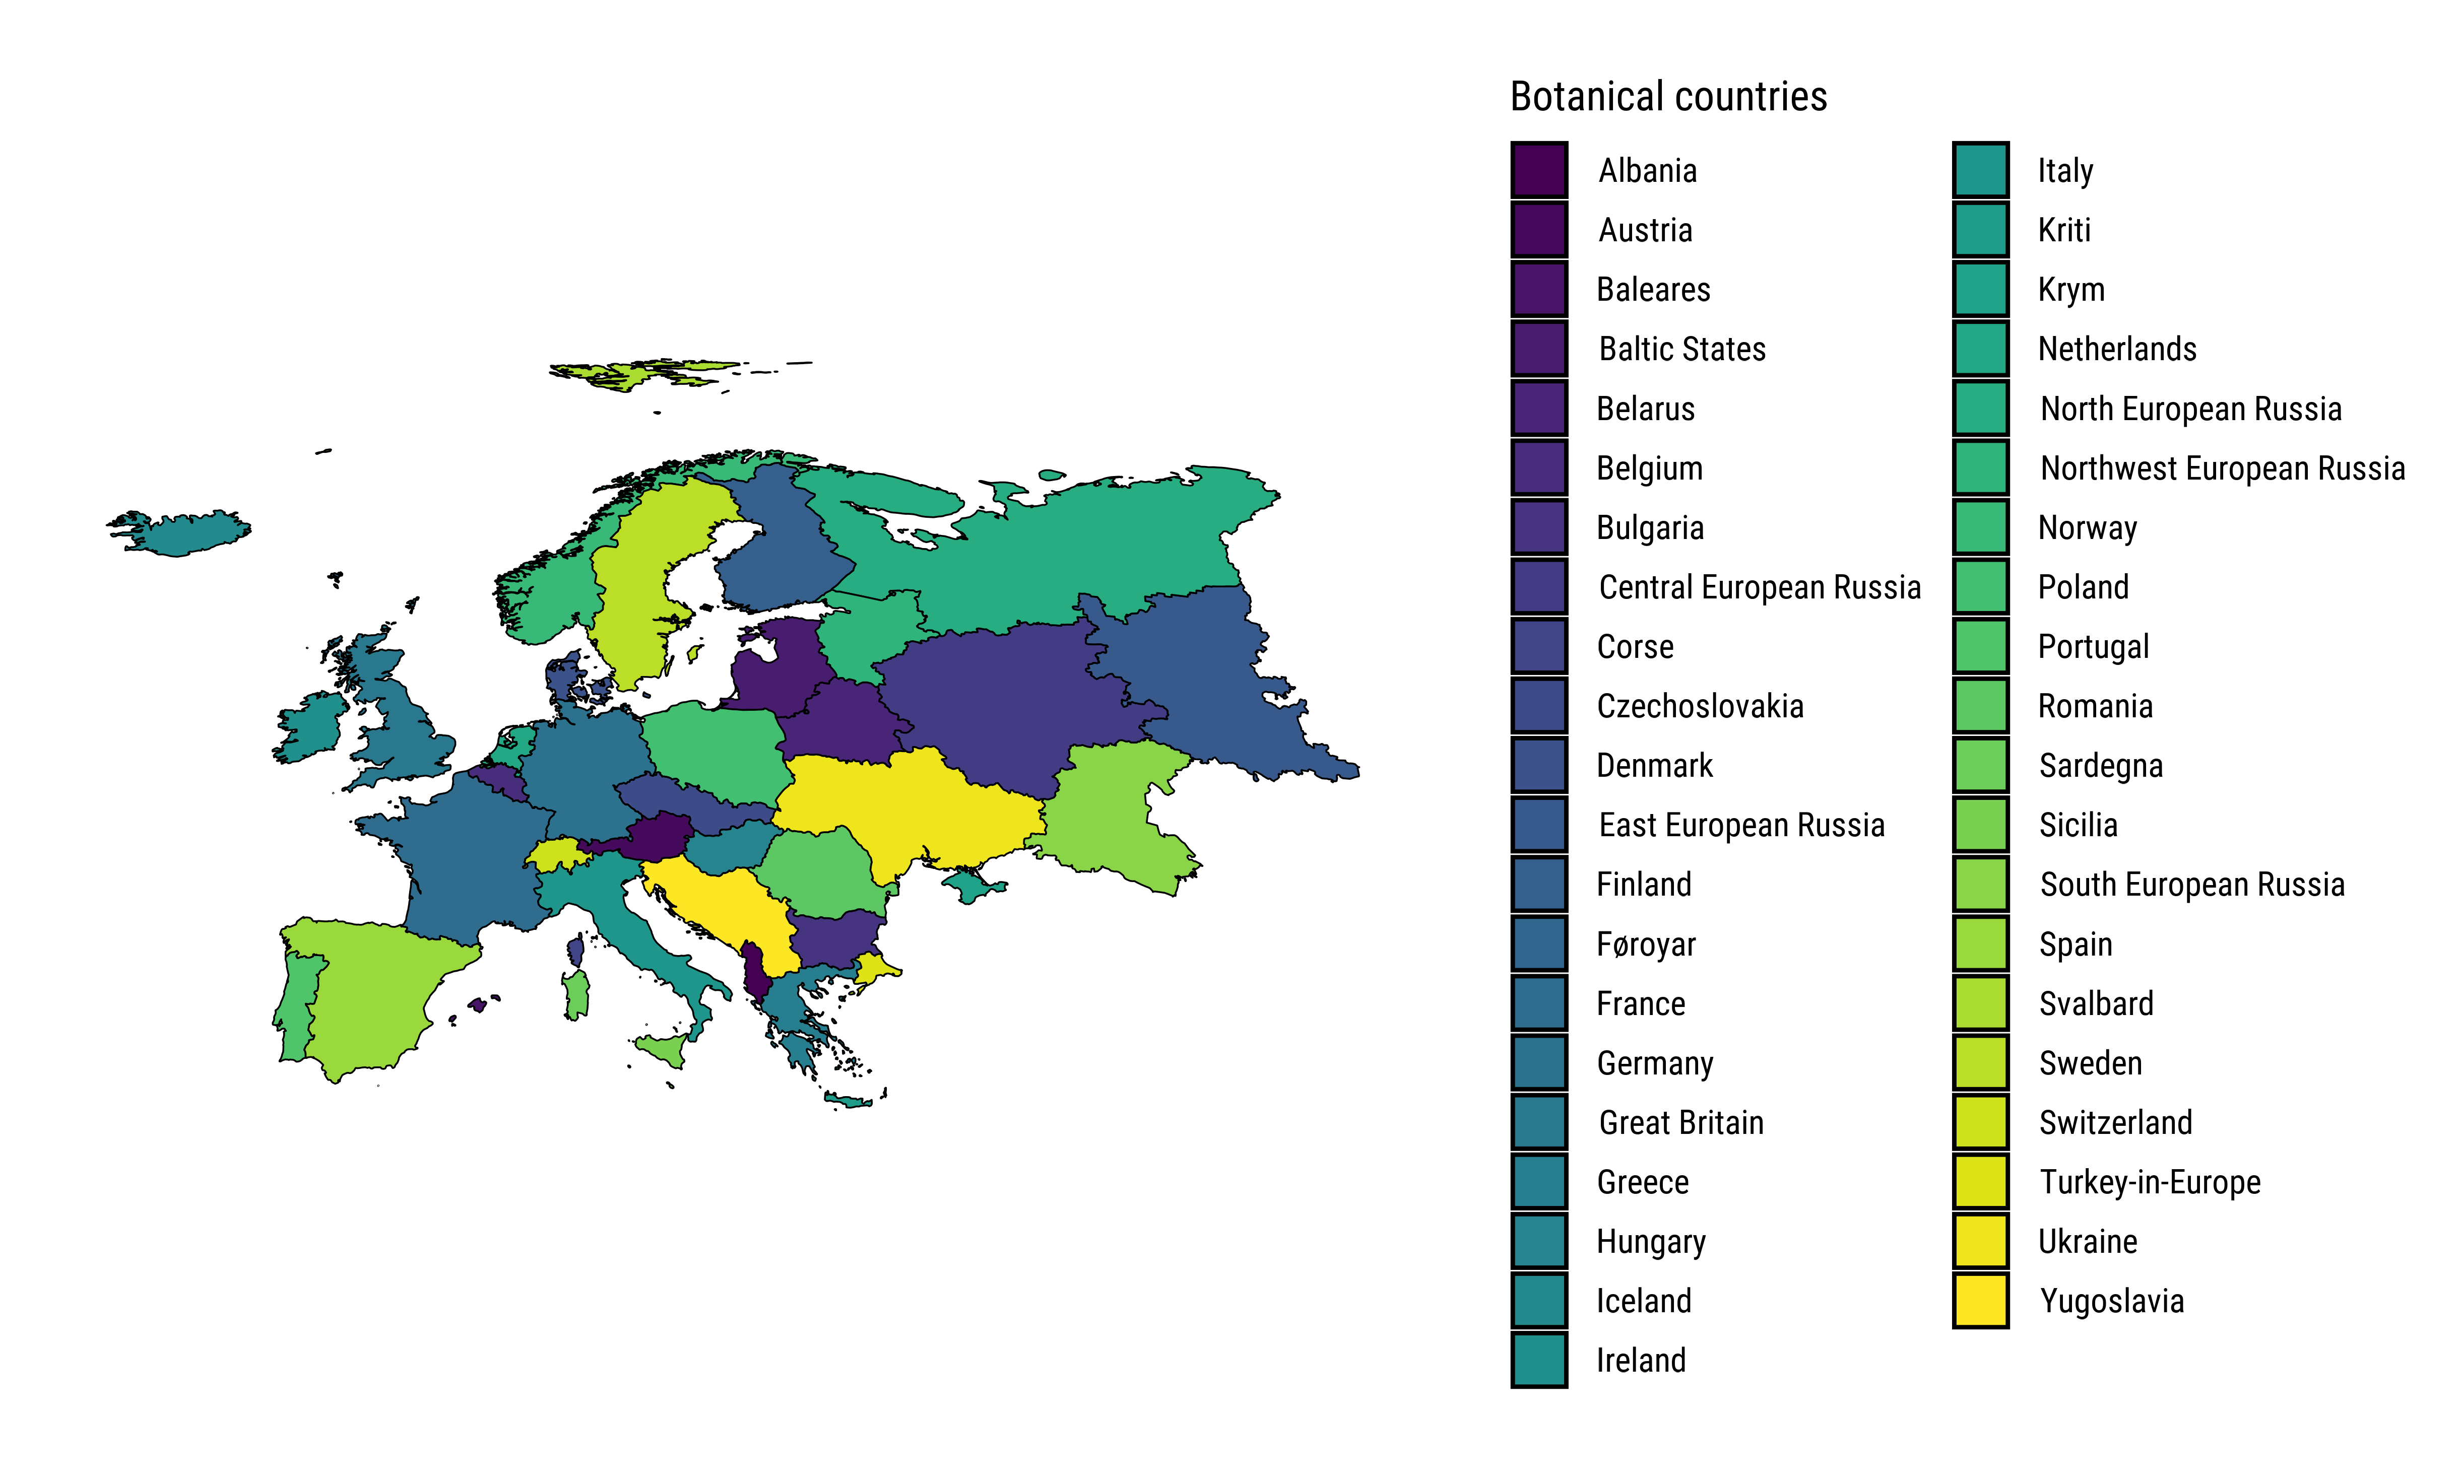 Botanical countries
Albania
Austria
Baleares
Baltic States
Belarus
Belgium
Bulgaria
Central European Russia
Corse
Czechoslovakia
Denmark
East European Russia
Finland
Føroyar
France
Germany
Great Britain
Greece
Hungary
Iceland
Ireland
Italy
Kriti
Krym
Netherlands
North European Russia
Northwest European Russia
Norway
Poland
Portugal
Romania
Sardegna
Sicilia
South European Russia
Spain
Svalbard
Sweden
Switzerland
Turkey-in-Europe
Ukraine
Yugoslavia